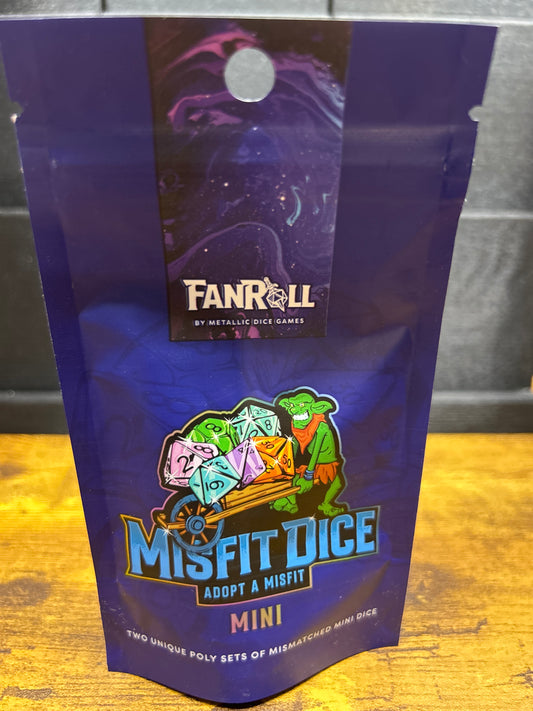 FANROLL
BY METALLIC DICE GAMES
MISFIT DICE
ADOPT A MISFIT
MINI
TWO UNIQUE POLY SETS OF MISMATCHED MINI DICE